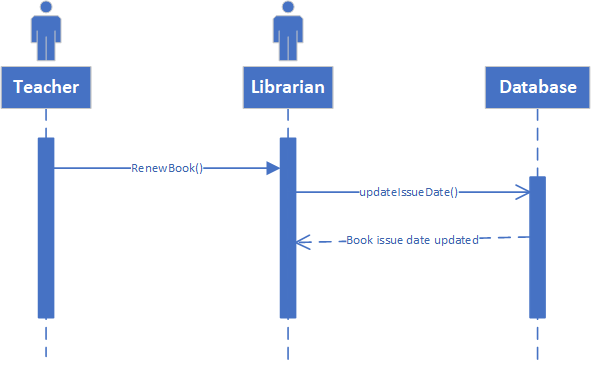 Teacher
Librarian
Database
RenewBook()
updateIssueDate()
Book issue date updated